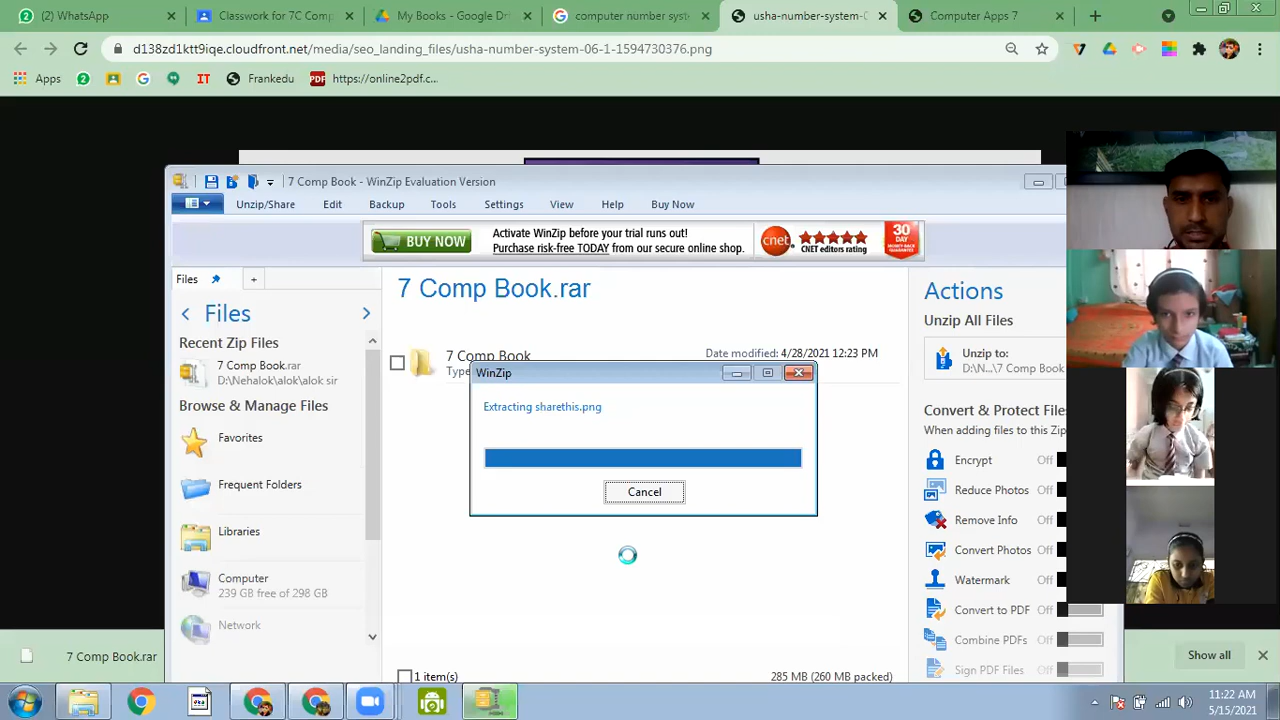 (2) WhatsApp
Classwork for 7C Comp
My Books - Google Dr
computer number syst
usha-number-system-0
Computer Apps 7
d138zd1ktt9iqe.cloudfront.net/media/seo_landing_files/usha-number-system-06-1-1594730376.png
Apps
2
IT
Frankedu
PDF
https://online2pdf.c...
7 Comp Book - WinZip Evaluation Version
Unzip/Share
Edit
Backup
Tools
Settings
View
Help
Buy Now
BUY NOW
Activate WinZip before your trial runs out!
Purchase risk-free TODAY from our secure online shop.
cnet
CNET editors rating
30
DAY
Files
Files
Recent Zip Files
7 Comp Book.rar
D:\Nehalok\alok\alok sir
Browse & Manage Files
Favorites
Frequent Folders
Libraries
Computer
239 GB free of 298 GB
Network
7 Comp Book.rar
7 Comp Book
Type
Date modified: 4/28/2021 12:23 PM
WinZip
Extracting sharethis.png
Cancel
1 item(s)
285 MB (260 MB packed)
Actions
Unzip All Files
Unzip to:
D:\N...\7 Comp Book
Convert & Protect Files
When adding files to this Zip
Encrypt
Off
Reduce Photos
Off
Remove Info
Off
Convert Photos
Off
Watermark
Off
Convert to PDF
Off
Combine PDFs
Off
Sign PDF Files
Off
7 Comp Book.rar
Show all
11:22 AM
5/15/2021